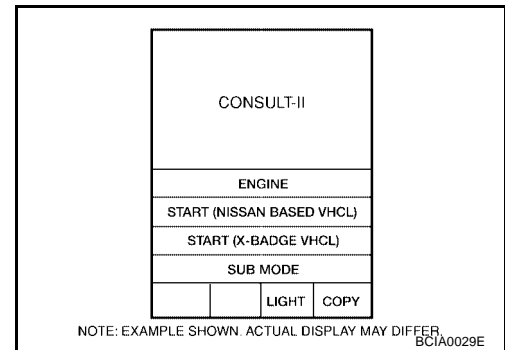 CONSULT-II
ENGINE
START (NISSAN BASED VHCL)
START (X-BADGE VHCL)
SUB MODE
LIGHT COPY
NOTE: EXAMPLE SHOWN. ACTUAL DISPLAY MAY DIFFER.
BCIA0029E